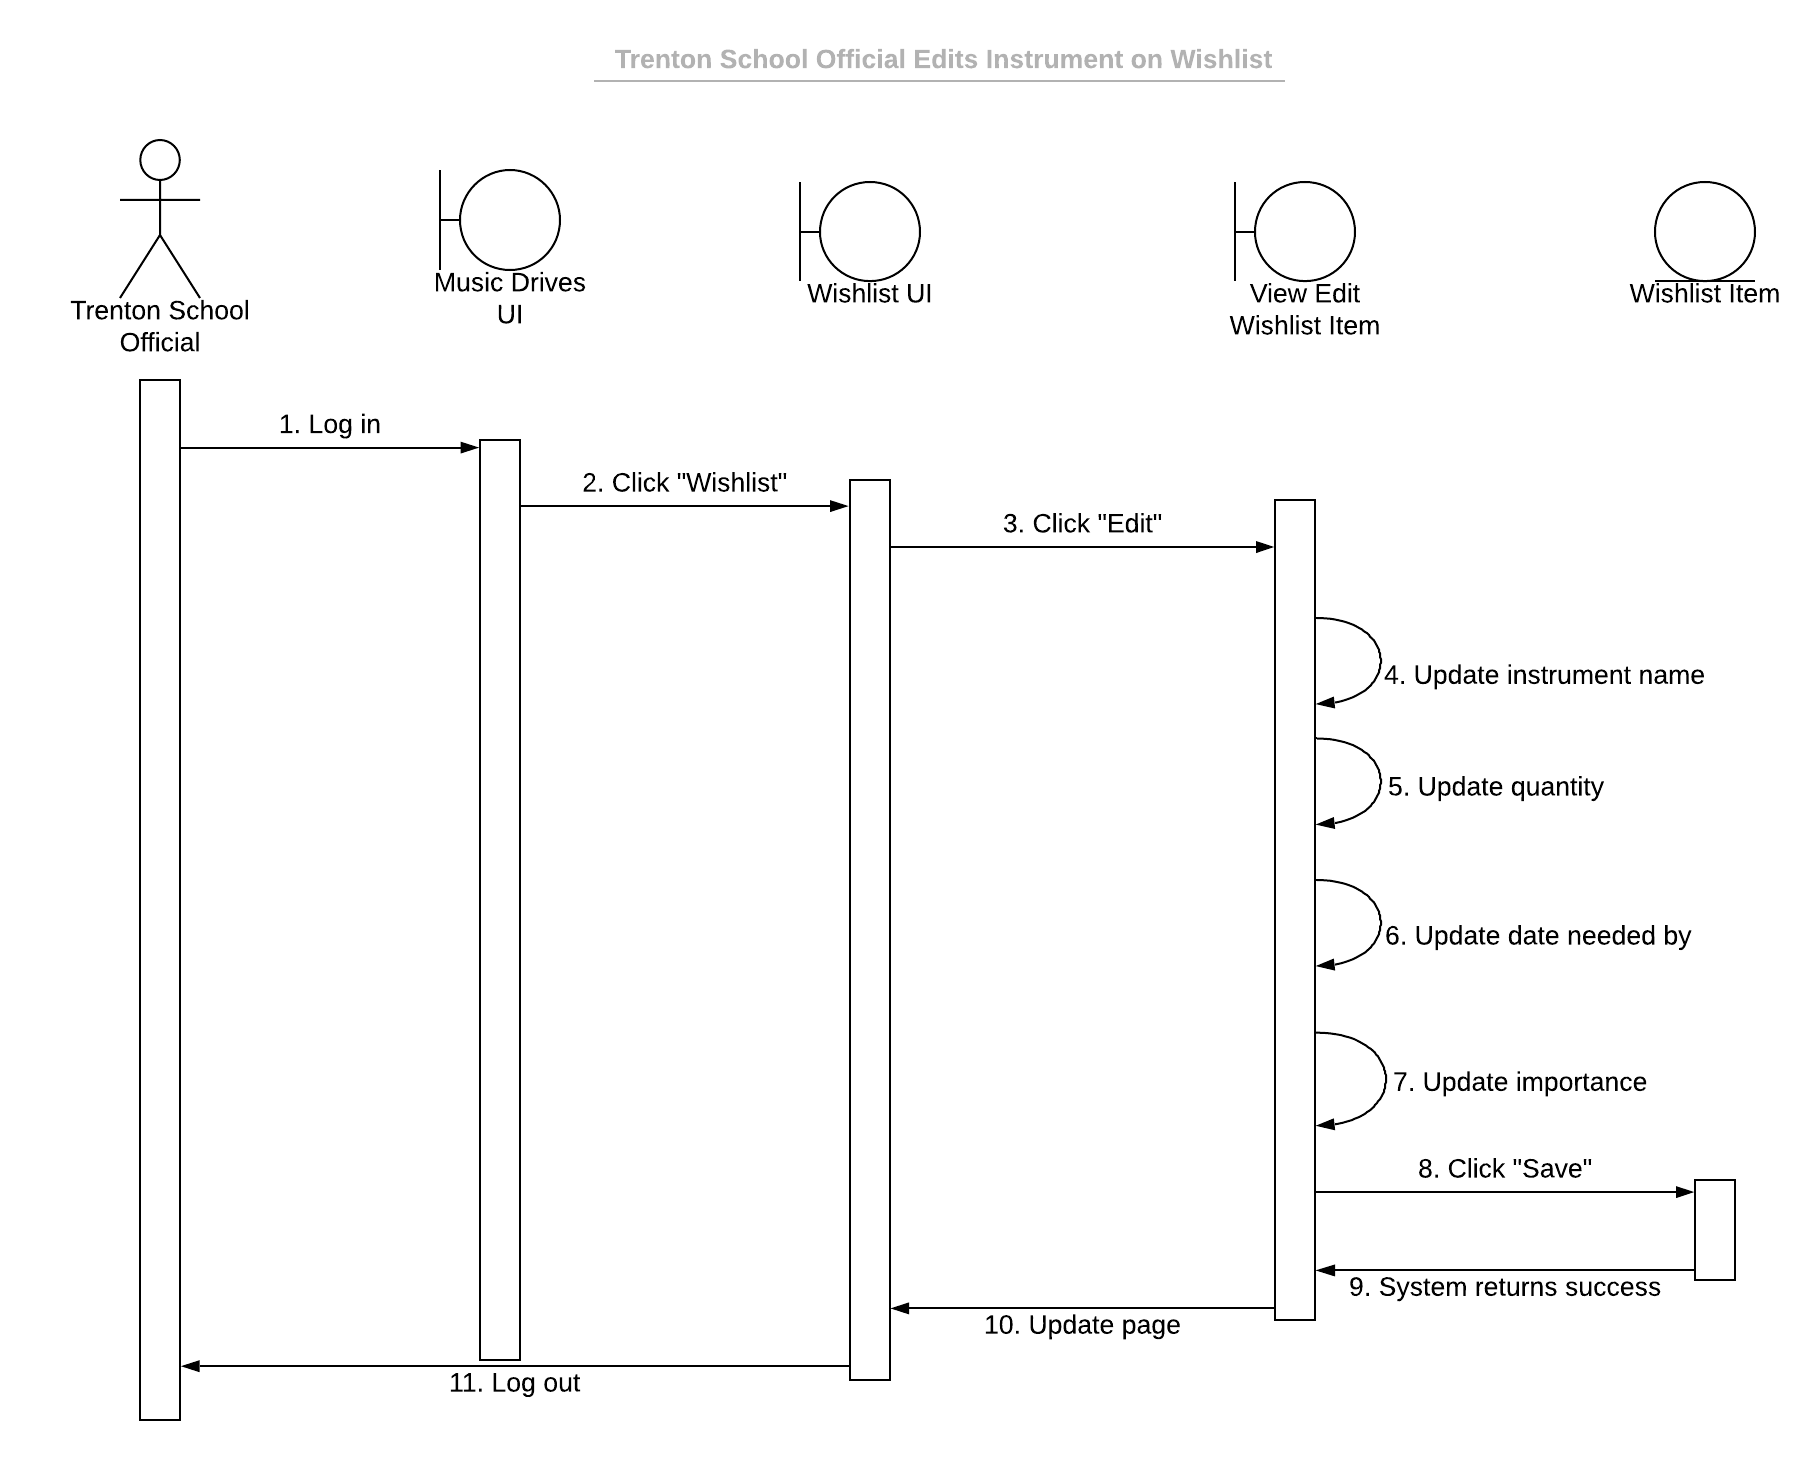 Trenton School Official Edits Instrument on Wishlist
Trenton School
Official
Music Drives
UI
Wishlist UI
View Edit
Wishlist Item
Wishlist Item
1. Log in
2. Click "Wishlist"
3. Click "Edit"
4. Update instrument name
5. Update quantity
6. Update date needed by
7. Update importance
8. Click "Save"
9. System returns success
10. Update page
11. Log out